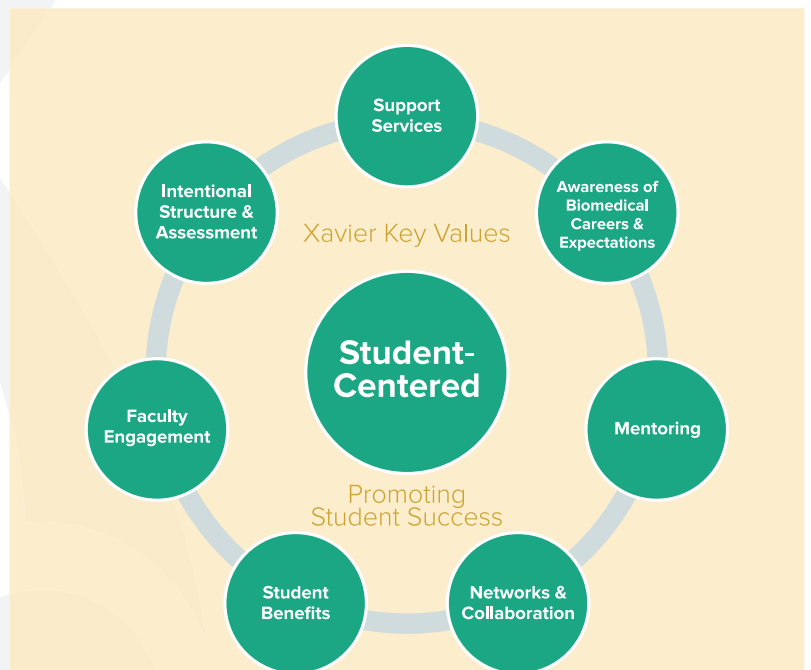 Support
Services
Intentional
Structure &
Assessment
Awareness of
Biomedical
Careers &
Expectations
Xavier Key Values
Student-
Centered
Faculty
Engagement
Mentoring
Promoting
Student Success
Student
Benefits
Networks &
Collaboration